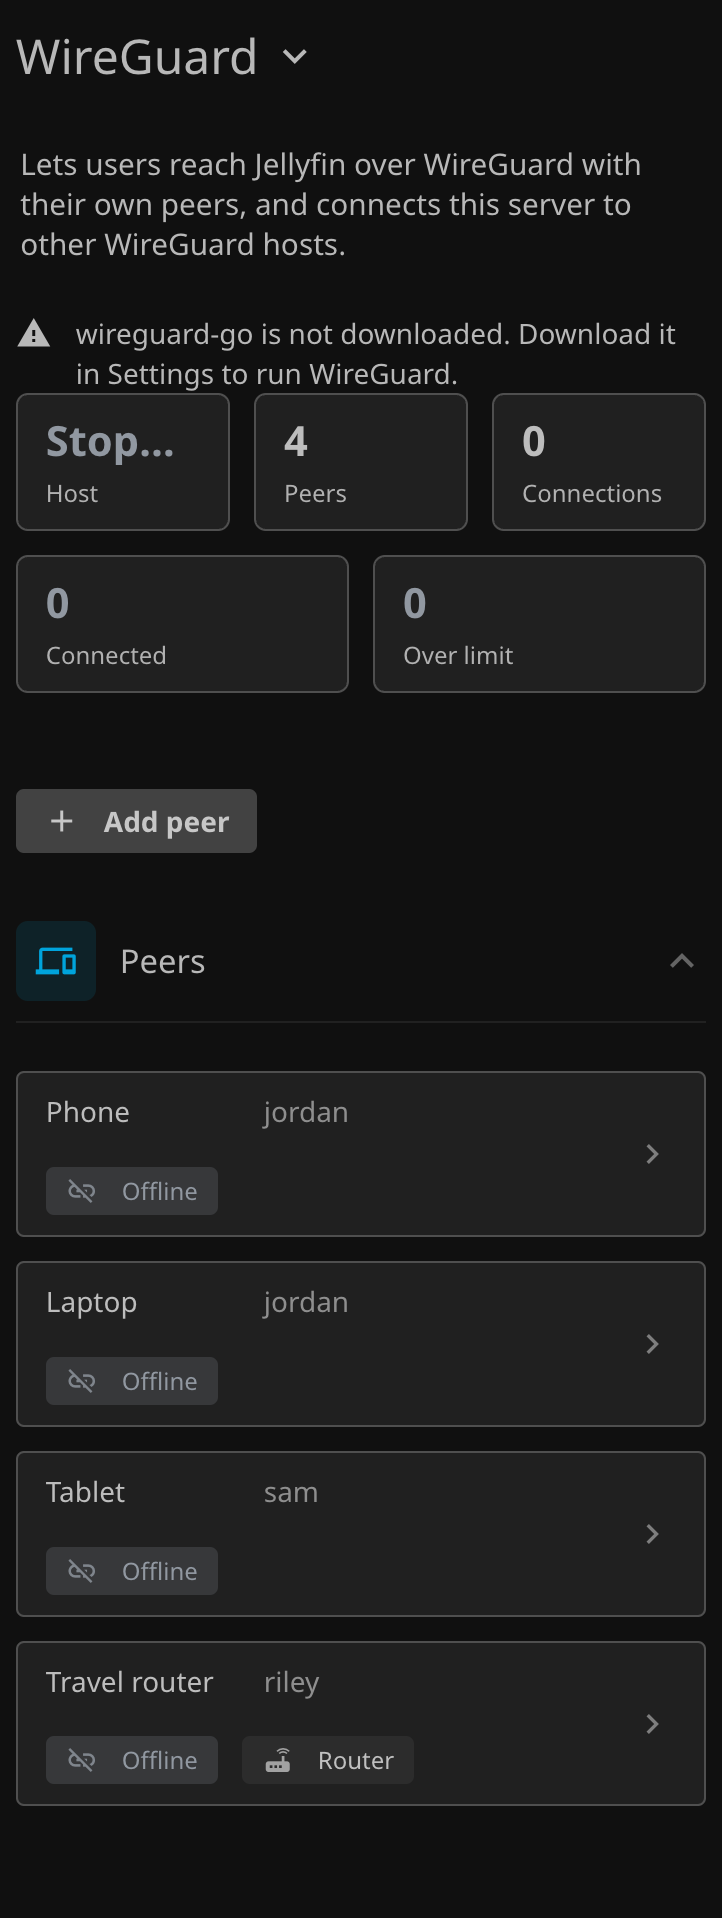 WireGuard
Lets users reach Jellyfin over WireGuard with
their own peers, and connects this server to
other WireGuard hosts.
wireguard-go is not downloaded. Download it
in Settings to run WireGuard.
Stop...
Host
4
Peers
0
Connections
0
Connected
0
Over limit
Add peer
Peers
Phone jordan
Offline
Laptop jordan
Offline
Tablet sam
Offline
Travel router riley
Offline Router